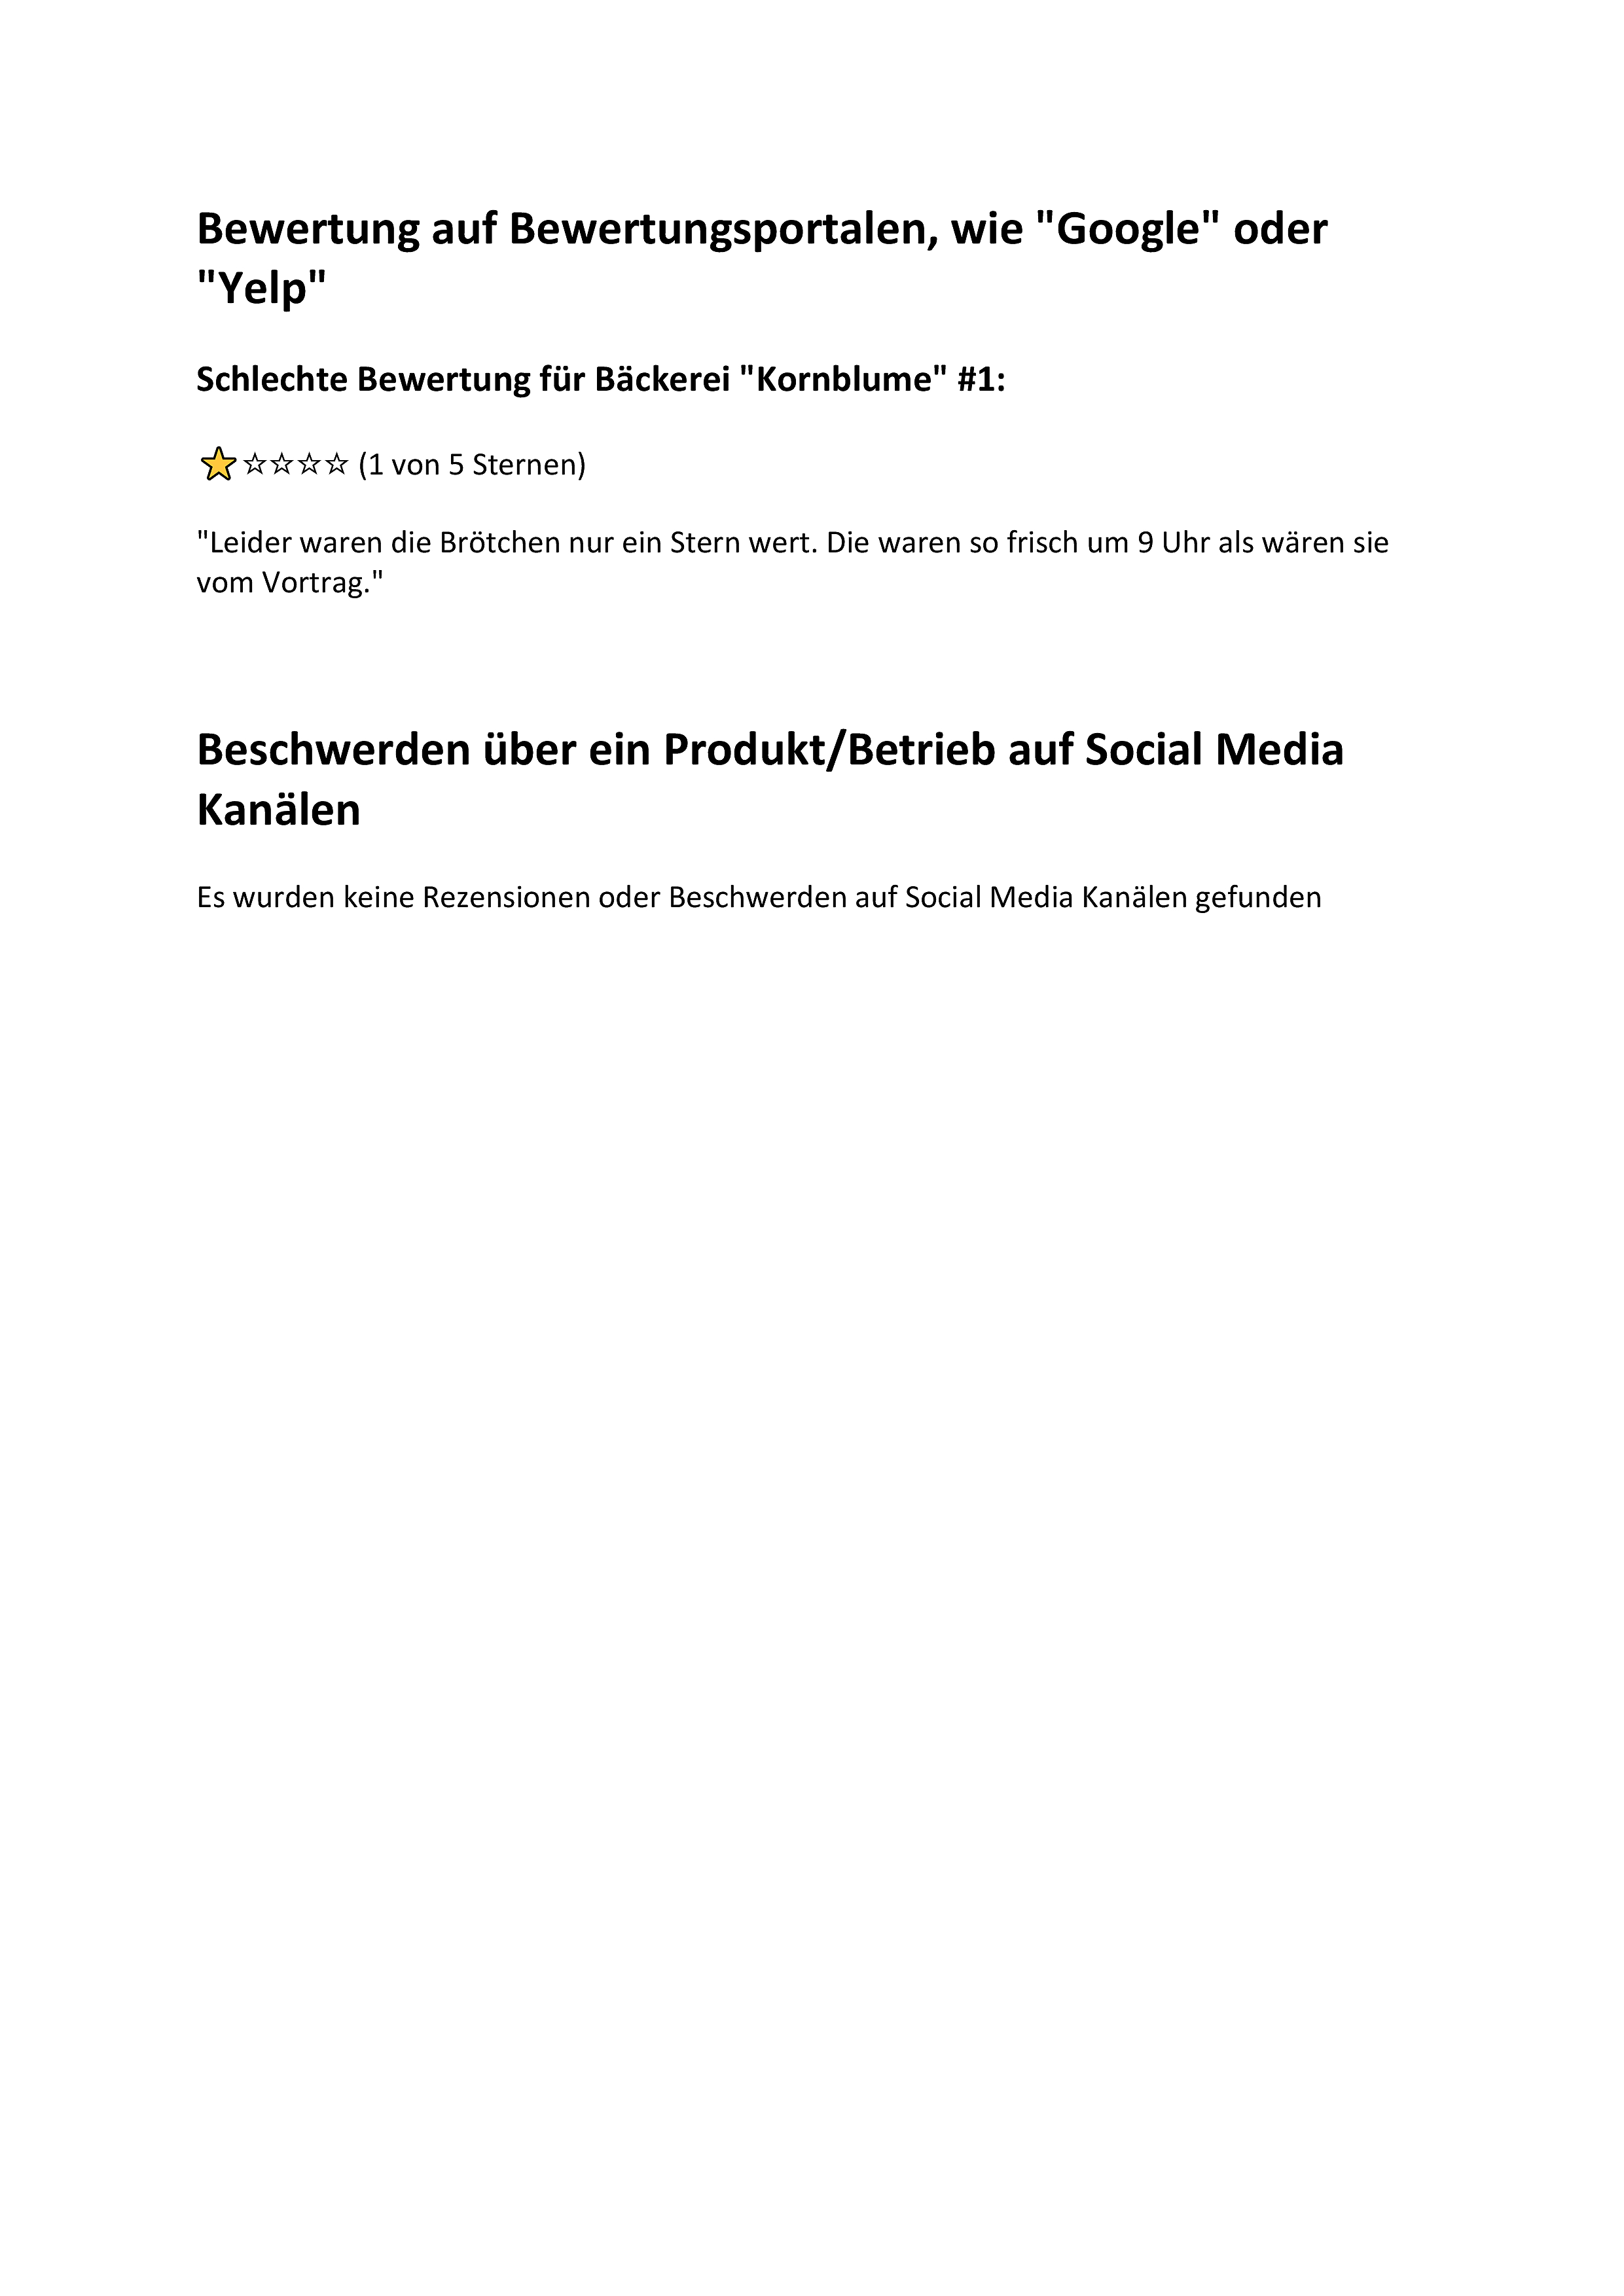 Bewertung auf Bewertungsportalen, wie "Google" oder
"Yelp"
Schlechte Bewertung für Bäckerei "Kornblume" #1:
⭐☆☆☆☆ (1 von 5 Sternen)
"Leider waren die Brötchen nur ein Stern wert. Die waren so frisch um 9 Uhr als wären sie
vom Vortrag."
Beschwerden über ein Produkt/Betrieb auf Social Media
Kanälen
Es wurden keine Rezensionen oder Beschwerden auf Social Media Kanälen gefunden